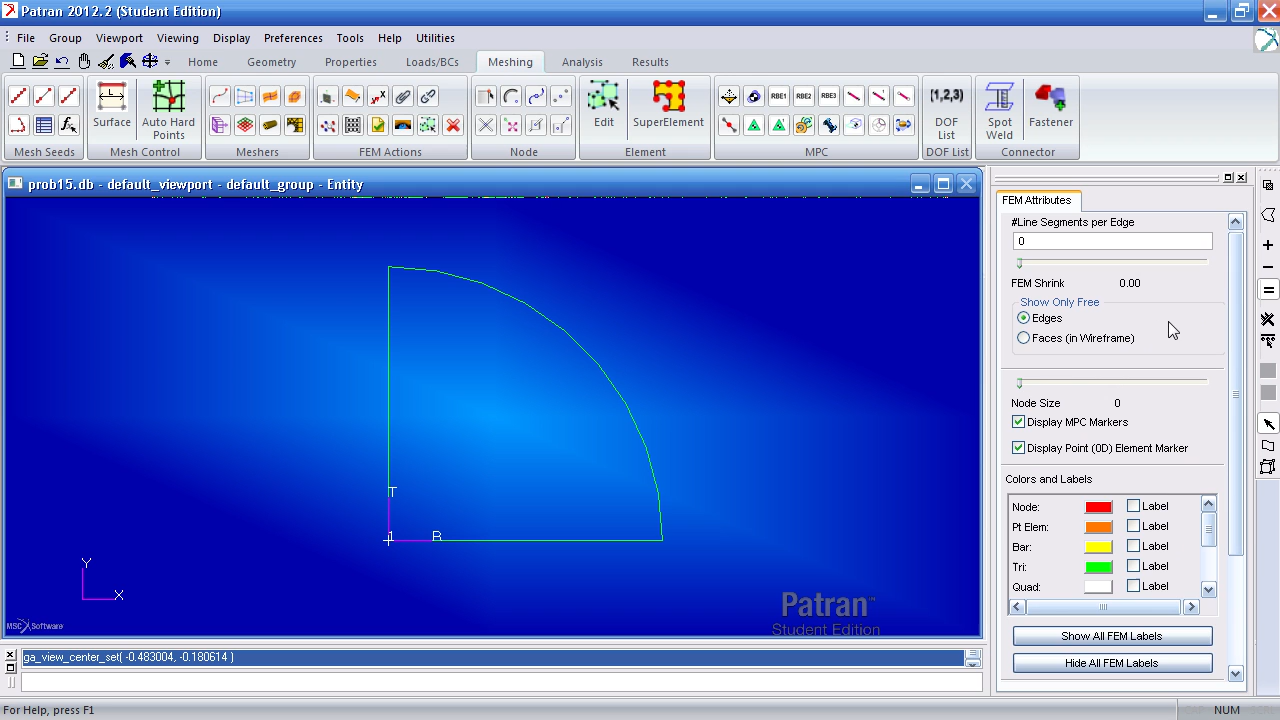 Patran 2012.2 (Student Edition)
File Group Viewport Viewing Display Preferences Tools Help Utilities
Home Geometry Properties Loads/BCs Meshing Analysis Results
RBE1 RBE2 RBE3 (1,2,3)
Surface Auto Hard Points Edit SuperElement DOF List Spot Weld Fastener
Mesh Seeds Mesh Control Meshers FEM Actions Node Element MPC DOF List Connector
prob15.db - default_viewport - default_group - Entity
FEM Attributes
#Line Segments per Edge
0
FEM Shrink 0.00
Show Only Free
Edges
Faces (in Wireframe)
Node Size 0
Display MPC Markers
Display Point (0D) Element Marker
Colors and Labels
Node: Label
Pt Elem: Label
Bar: Label
Tri: Label
Quad: Label
Show All FEM Labels
Hide All FEM Labels
T
1 R
Y
X
Patran™
Student Edition
MSC Software
ga_view_center_set( -0.483004, -0.180614 )
For Help, press F1
NUM